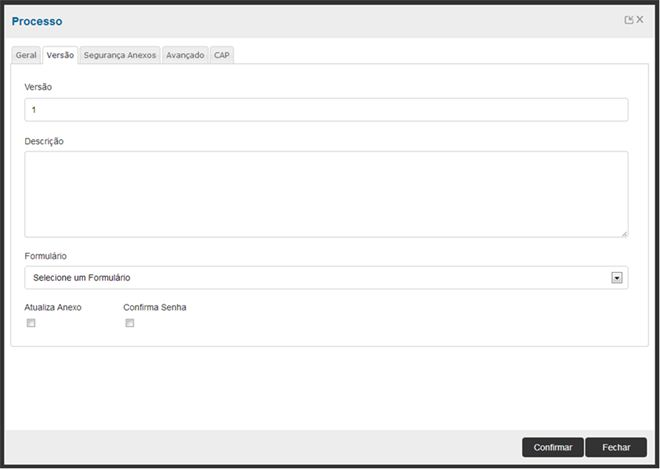 Processo
Geral Versão Segurança Anexos Avançado CAP
Versão
1
Descrição
Formulário
Selecione um Formulário
Atualiza Anexo Confirma Senha
Confirmar Fechar